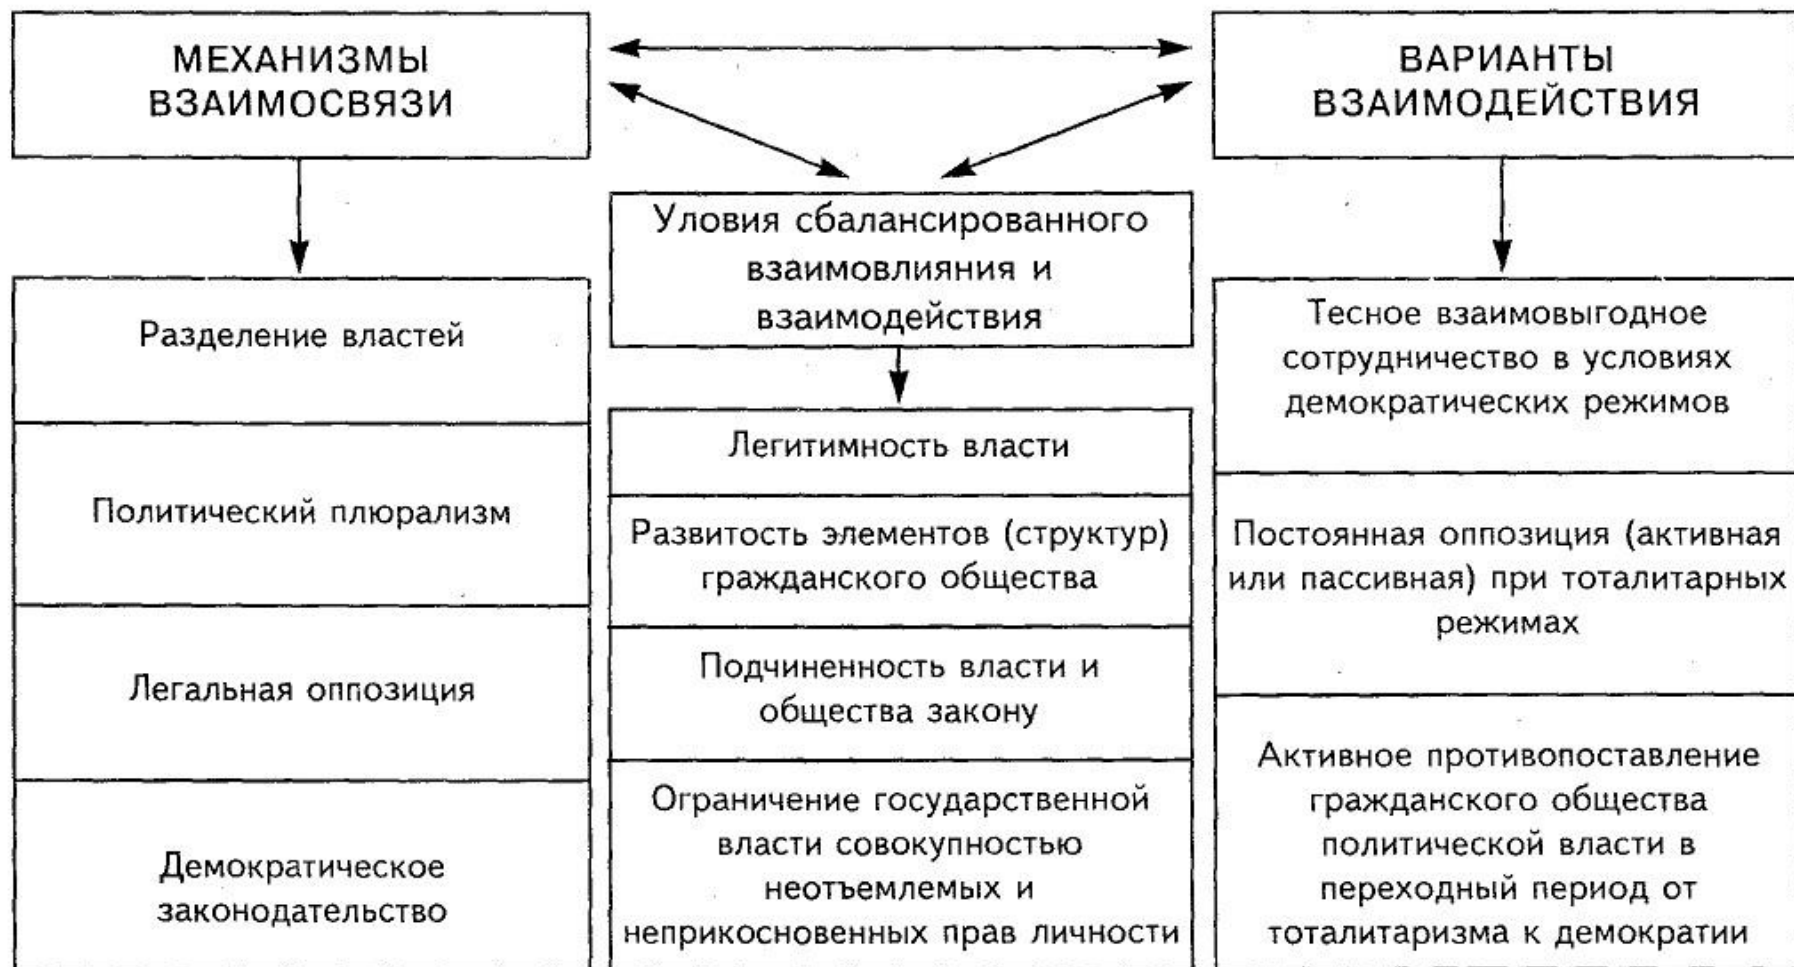 МЕХАНИЗМЫ
ВЗАИМОСВЯЗИ
ВАРИАНТЫ
ВЗАИМОДЕЙСТВИЯ
Уловия сбалансированного
взаимовлияния и
взаимодействия
Разделение властей
Политический плюрализм
Легальная оппозиция
Демократическое
законодательство
Легитимность власти
Развитость элементов (структур)
гражданского общества
Подчиненность власти и
общества закону
Ограничение государственной
власти совокупностью
неотъемлемых и
неприкосновенных прав личности
Тесное взаимовыгодное
сотрудничество в условиях
демократических режимов
Постоянная оппозиция (активная
или пассивная) при тоталитарных
режимах
Активное противопоставление
гражданского общества
политической власти в
переходный период от
тоталитаризма к демократии